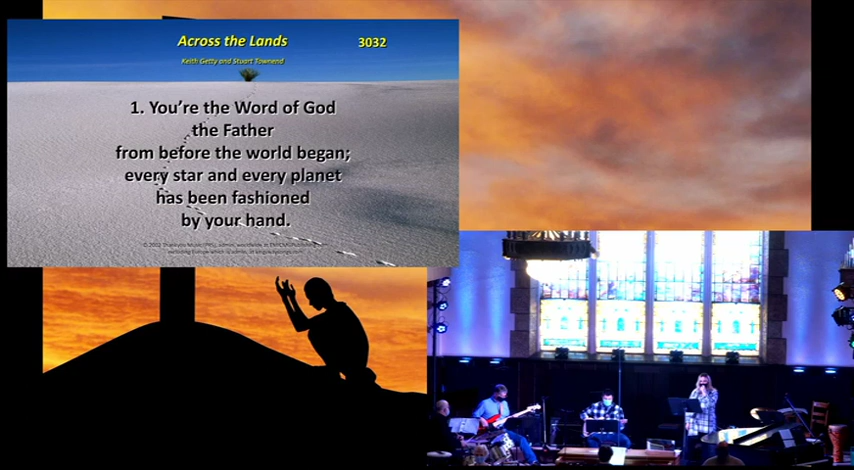 Across the Lands 3032
Keith Getty and Stuart Townend
1. You're the Word of God
the Father
from before the world began;
every star and every planet
has been fashioned
by your hand.